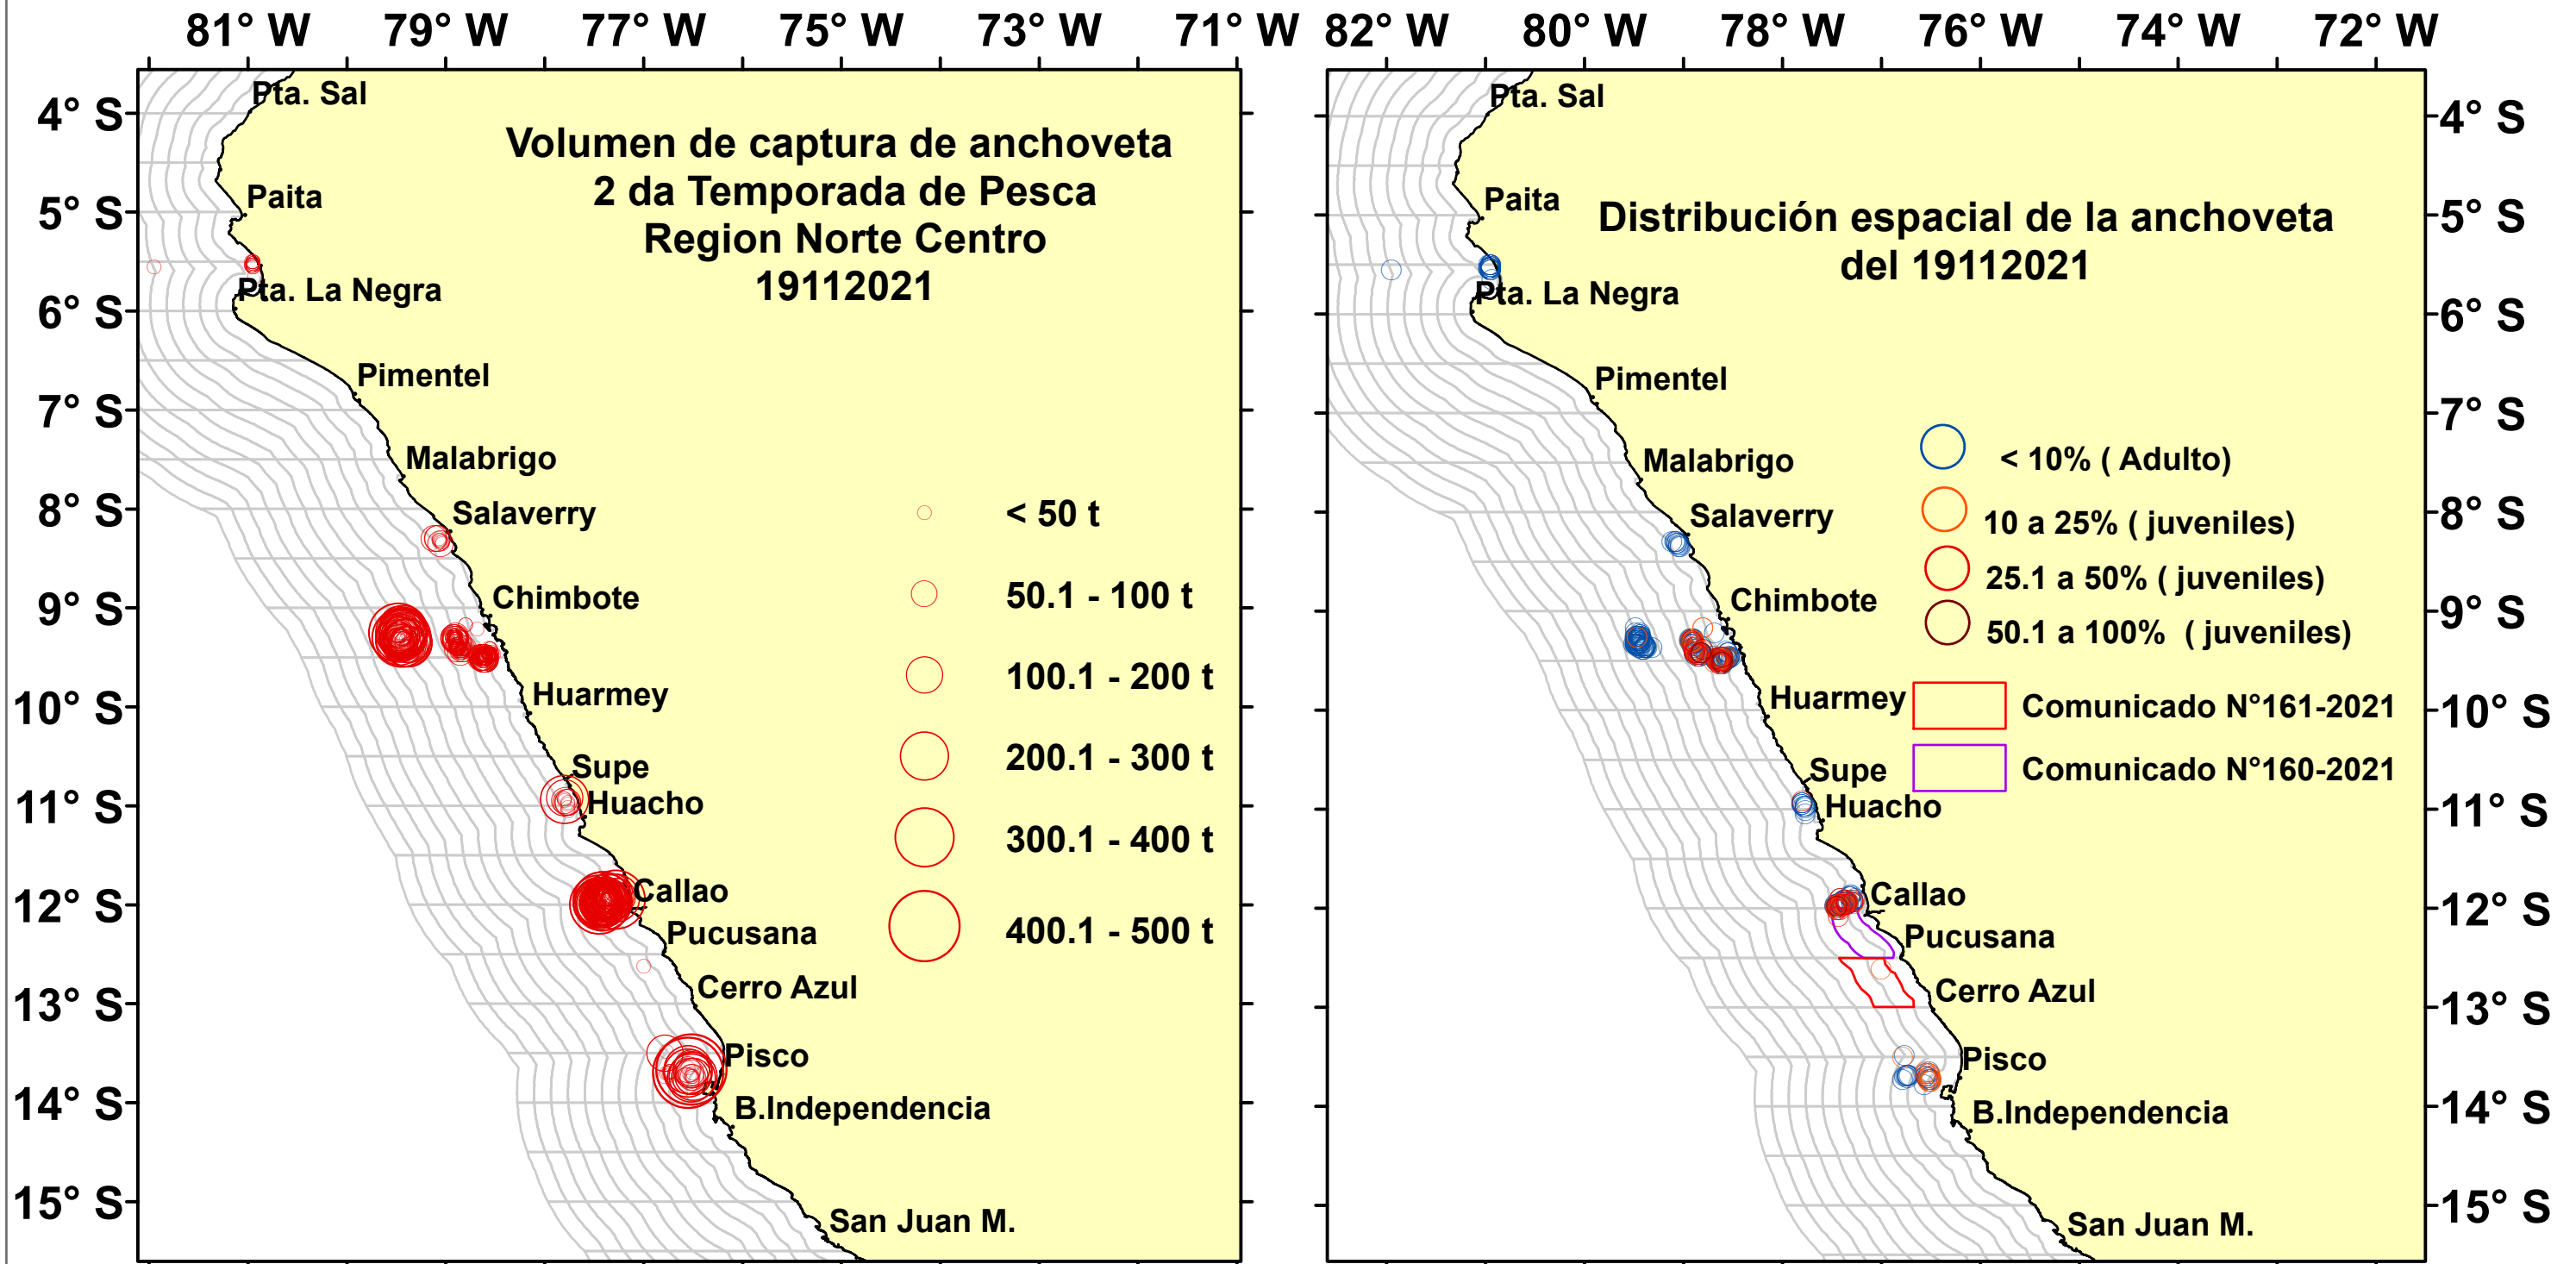 81° W 79° W 77° W 75° W 73° W 71° W
4° S
5° S
6° S
7° S
8° S
9° S
10° S
11° S
12° S
13° S
14° S
15° S
Volumen de captura de anchoveta
2 da Temporada de Pesca
Region Norte Centro
19112021
Pta. Sal
Paita
Pta. La Negra
Pimentel
Malabrigo
Salaverry
Chimbote
Huarmey
Supe
Huacho
Callao
Pucusana
Cerro Azul
Pisco
B.Independencia
San Juan M.
< 50 t
50.1 - 100 t
100.1 - 200 t
200.1 - 300 t
300.1 - 400 t
400.1 - 500 t
82° W 80° W 78° W 76° W 74° W 72° W
Distribución espacial de la anchoveta
del 19112021
Pta. Sal
Paita
Pta. La Negra
Pimentel
Malabrigo
Salaverry
Chimbote
Huarmey
Supe
Huacho
Callao
Pucusana
Cerro Azul
Pisco
B.Independencia
San Juan M.
< 10% ( Adulto)
10 a 25% ( juveniles)
25.1 a 50% ( juveniles)
50.1 a 100% ( juveniles)
Comunicado N°161-2021
Comunicado N°160-2021
4° S
5° S
6° S
7° S
8° S
9° S
10° S
11° S
12° S
13° S
14° S
15° S